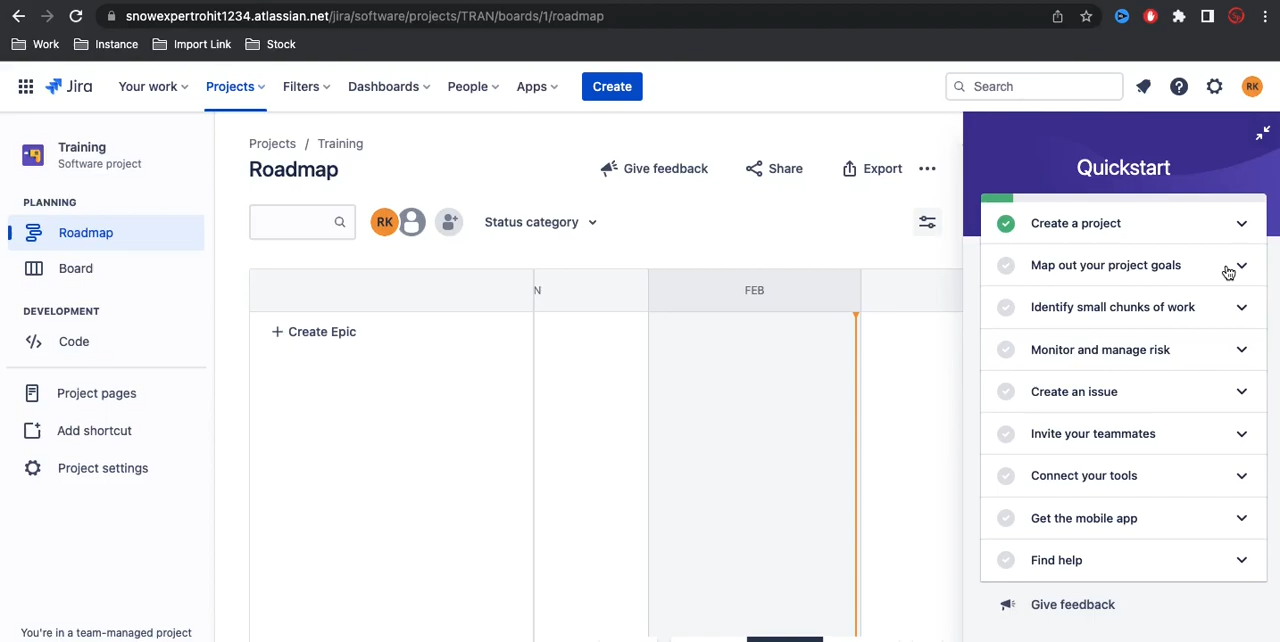 snowexpertrohit1234.atlassian.net/jira/software/projects/TRAN/boards/1/roadmap
Work Instance Import Link Stock
Jira Your work Projects Filters Dashboards People Apps Create Search RK
Training
Software project
PLANNING
Roadmap
Board
DEVELOPMENT
Code
Project pages
Add shortcut
Project settings
You're in a team-managed project
Projects / Training
Roadmap
Give feedback Share Export
RK Status category
N FEB
+ Create Epic
Quickstart
Create a project
Map out your project goals
Identify small chunks of work
Monitor and manage risk
Create an issue
Invite your teammates
Connect your tools
Get the mobile app
Find help
Give feedback